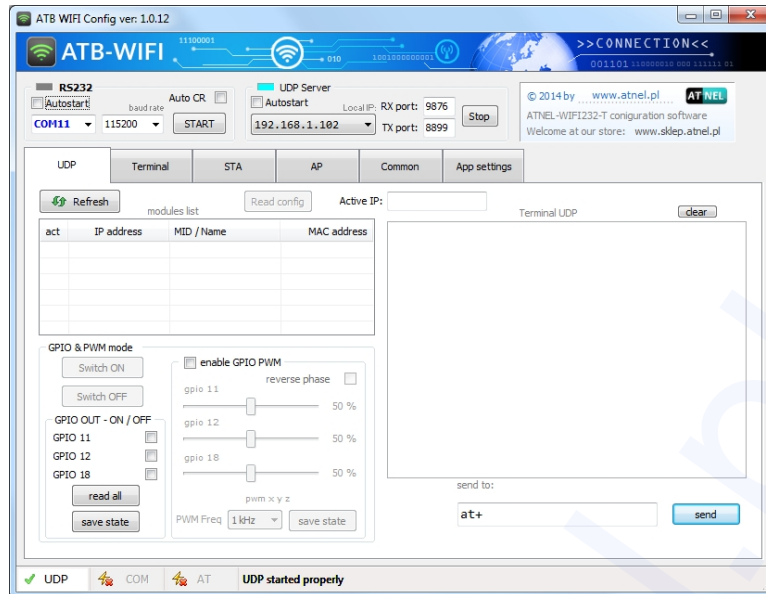 ATB WIFI Config ver: 1.0.12
ATB-WIFI
11100001
010
1001000000001
>>CONNECTION<<
001101 110000010 000 111111 01
RS232
Autostart
baud rate
Auto CR
COM11
115200
START
UDP Server
Autostart
Local IP:
192.168.1.102
RX port: 9876
TX port: 8899
Stop
© 2014 by www.atnel.pl
ATNEL
ATNEL-WIFI232-T coniguration software
Welcome at our store: www.sklep.atnel.pl
UDP
Terminal
STA
AP
Common
App settings
Refresh
modules list
Read config
Active IP:
Terminal UDP
clear
act IP address MID / Name MAC address
GPIO & PWM mode
Switch ON
Switch OFF
GPIO OUT - ON / OFF
GPIO 11
GPIO 12
GPIO 18
read all
save state
enable GPIO PWM
reverse phase
gpio 11
50 %
gpio 12
50 %
gpio 18
50 %
pwm x y z
PWM Freq 1 kHz save state
send to:
at+
send
UDP COM AT UDP started properly